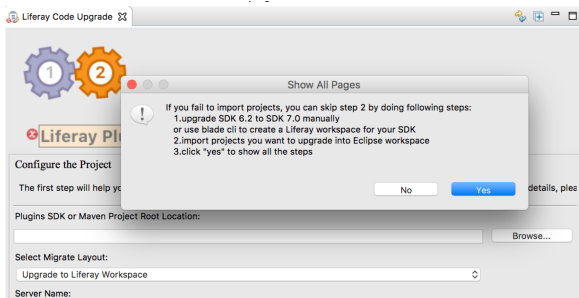 Liferay Code Upgrade
1
2
Show All Pages
If you fail to import projects, you can skip step 2 by doing following steps:
1.upgrade SDK 6.2 to SDK 7.0 manually
or use blade cli to create a Liferay workspace for your SDK
2.import projects you want to upgrade into Eclipse workspace
3.click "yes" to show all the steps
No Yes
Liferay
Configure the Project
The first step will help details,
Plugins SDK or Maven Project Root Location:
Browse...
Select Migrate Layout:
Upgrade to Liferay Workspace
Server Name: